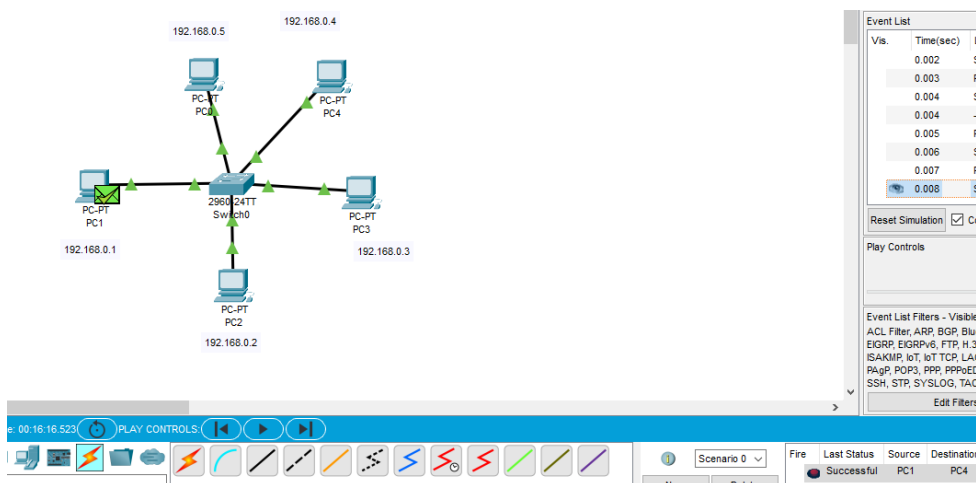 192.168.0.5
192.168.0.4
PC-PT
PC0
PC-PT
PC4
2960-24TT
Switch0
PC-PT
PC1
PC-PT
PC3
192.168.0.1
192.168.0.3
PC-PT
PC2
192.168.0.2
Event List
Vis. Time(sec)
0.002
0.003
0.004
0.004
0.005
0.006
0.007
0.008
Reset Simulation
Play Controls
Event List Filters - Visible
ACL Filter, ARP, BGP, Blu
EIGRP, EIGRPv6, FTP, H.3
ISAKMP, IoT, IoT TCP, LAC
PAgP, POP3, PPP, PPPoED
SSH, STP, SYSLOG, TAC
Edit Filters
e: 00:16:16.523 PLAY CONTROLS:
Scenario 0
Fire Last Status Source Destination
Successful PC1 PC4